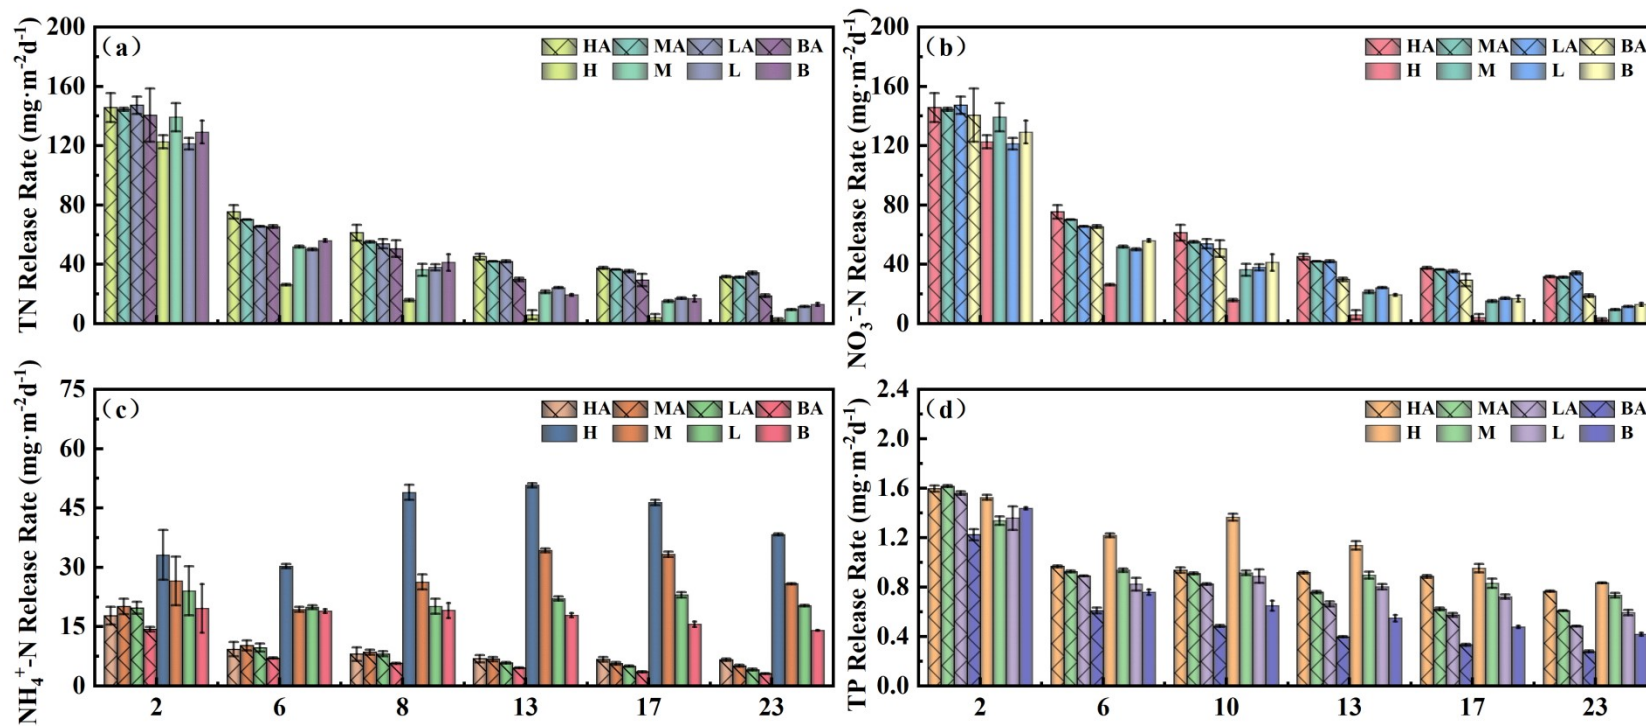 TN Release Rate (mg·m⁻²d⁻¹)
200
160
120
80
40
0
(a)
HA MA LA BA
H M L B
NO₃⁻-N Release Rate (mg·m⁻²d⁻¹)
200
160
120
80
40
0
(b)
HA MA LA BA
H M L B
NH₄⁺-N Release Rate (mg·m⁻²d⁻¹)
75
60
45
30
15
0
(c)
HA MA LA BA
H M L B
2 6 8 13 17 23
TP Release Rate (mg·m⁻²d⁻¹)
2.4
2.0
1.6
1.2
0.8
0.4
0.0
(d)
HA MA LA BA
H M L B
2 6 10 13 17 23